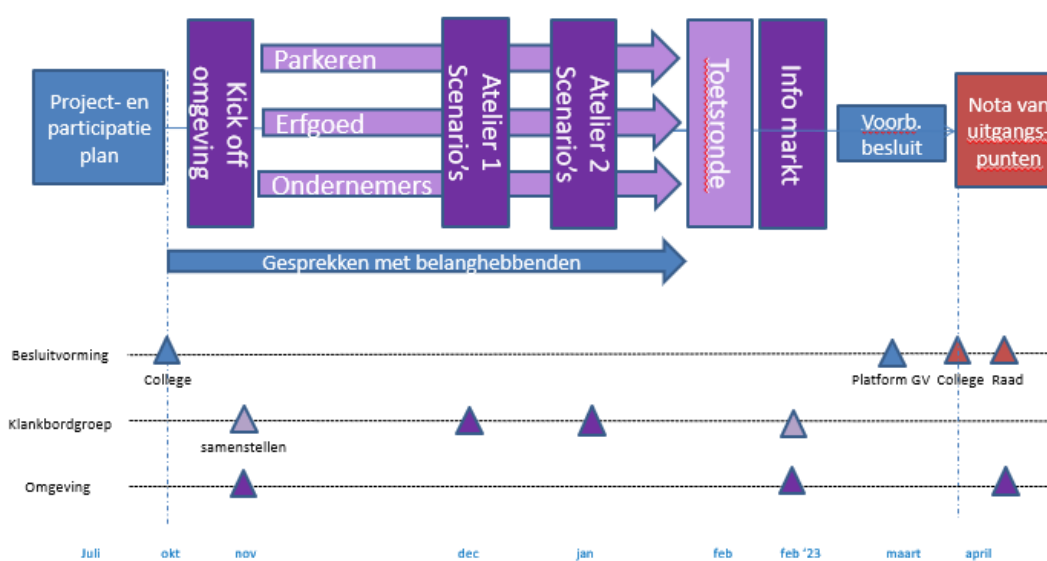 Project- en
participatie
plan
Kick off
omgeving
Parkeren
Erfgoed
Ondernemers
Atelier 1
Scenario's
Atelier 2
Scenario's
Toetsronde
Info markt
Voorb.
besluit
Nota van
uitgangs-
punten
Gesprekken met belanghebbenden
Besluitvorming
College
Platform GV
College
Raad
Klankbordgroep
samenstellen
Omgeving
Juli
okt
nov
dec
jan
feb
feb '23
maart
april